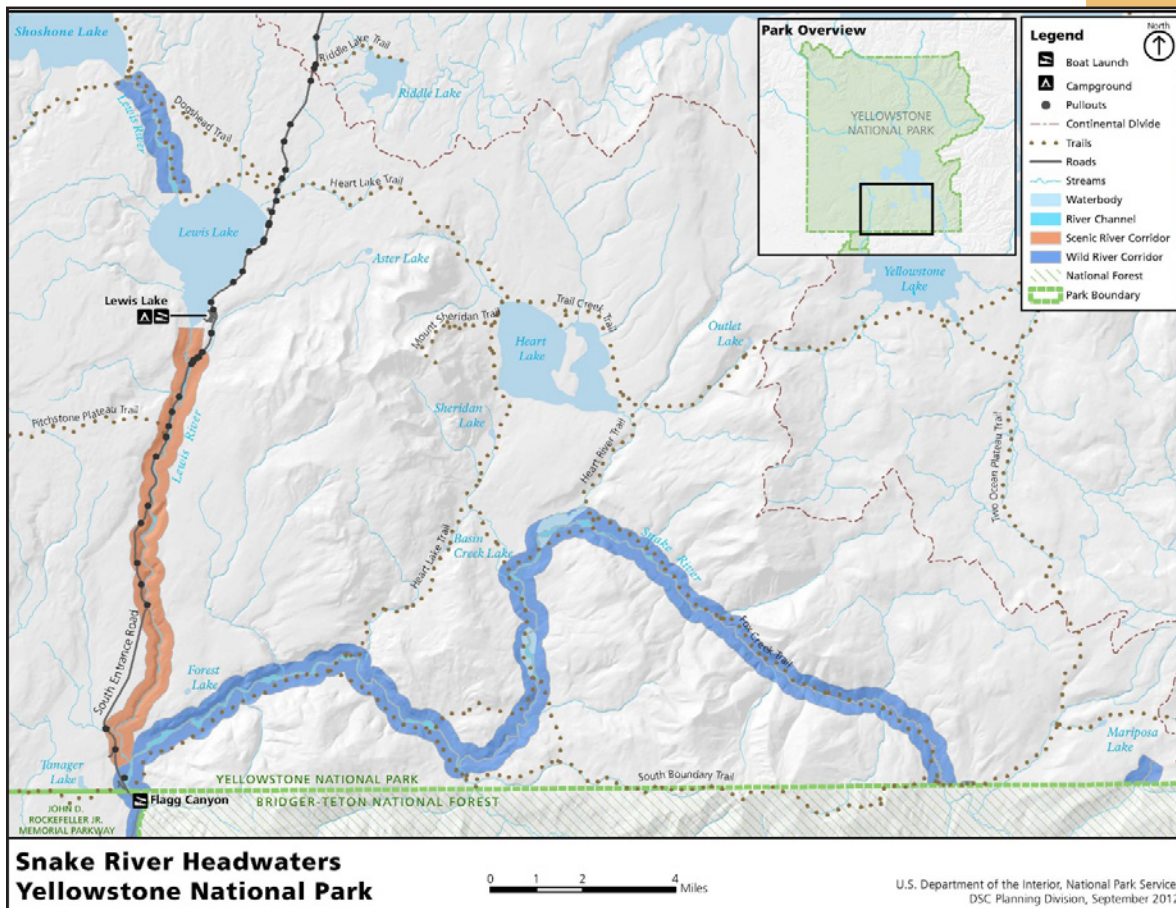 Shoshone Lake
Lewis River
Dogshead Trail
Riddle Lake Trail
Riddle Lake
Heart Lake Trail
Lewis Lake
Aster Lake
Lewis Lake
Mount Sheridan Trail
Trail Creek Trail
Heart
Lake
Outlet
Lake
Yellowstone
Lake
Pitchstone Plateau Trail
Lewis River
Sheridan
Lake
Heart River Trail
Two Ocean Plateau Trail
Basin
Creek Lake
Snake River
Heart Lake Trail
South Entrance Road
Forest
Lake
Fox Creek Trail
Mariposa
Lake
Tanager
Lake
YELLOWSTONE NATIONAL PARK
South Boundary Trail
Flagg Canyon
BRIDGER-TETON NATIONAL FOREST
JOHN D.
ROCKEFELLER JR.
MEMORIAL PARKWAY
Park Overview
YELLOWSTONE
NATIONAL PARK
Legend
North
Boat Launch
Campground
Pullouts
Continental Divide
Trails
Roads
Streams
Waterbody
River Channel
Scenic River Corridor
Wild River Corridor
National Forest
Park Boundary
Snake River Headwaters
Yellowstone National Park
0 1 2 4
Miles
U.S. Department of the Interior, National Park Service
DSC Planning Division, September 2012